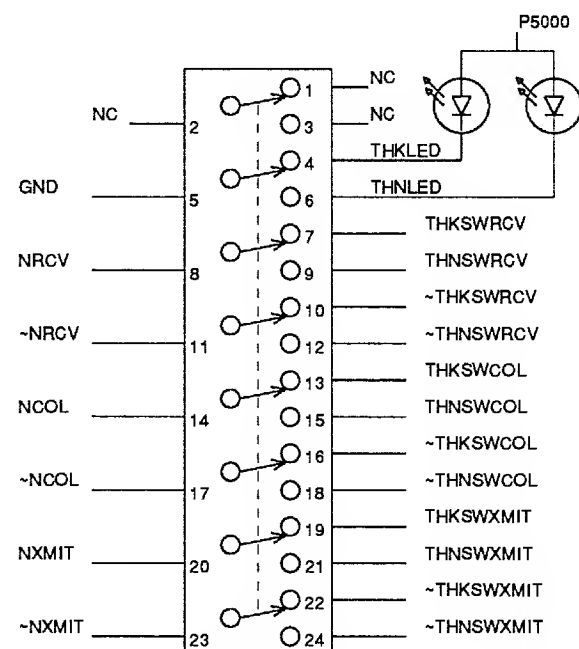 P5000
1 NC
NC 2 3 NC
4 THKLED
GND 5 6 THNLED
7 THKSWRCV
NRCV 8 9 THNSWRCV
10 ~THKSWRCV
~NRCV 11 12 ~THNSWRCV
13 THKSWCOL
NCOL 14 15 THNSWCOL
16 ~THKSWCOL
~NCOL 17 18 ~THNSWCOL
19 THKSWXMIT
NXMIT 20 21 THNSWXMIT
22 ~THKSWXMIT
~NXMIT 23 24 ~THNSWXMIT